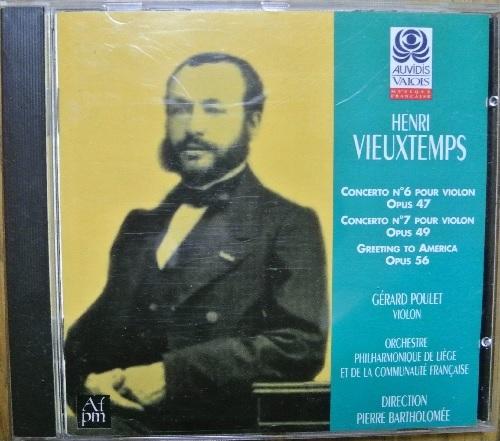 AUVIDIS
VALOIS
MUSIQUE
FRANÇAISE
HENRI
VIEUXTEMPS
CONCERTO N°6 POUR VIOLON
OPUS 47
CONCERTO N°7 POUR VIOLON
OPUS 49
GREETING TO AMERICA
OPUS 56
GÉRARD POULET
VIOLON
ORCHESTRE
PHILHARMONIQUE DE LIÈGE
ET DE LA COMMUNAUTÉ FRANÇAISE
DIRECTION
PIERRE BARTHOLOMÉE
Af
pm